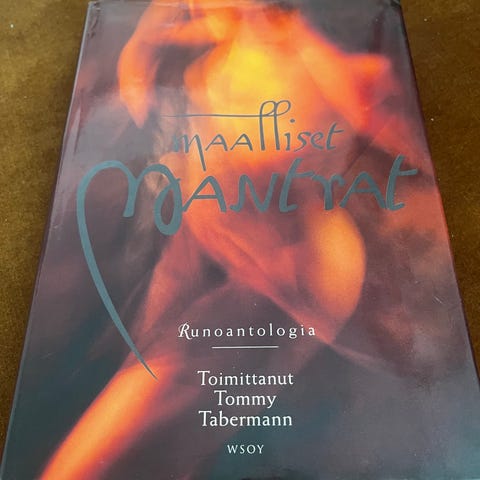 maalliset
MANtrat
Runoantologia
Toimittanut
Tommy
Tabermann
WSOY